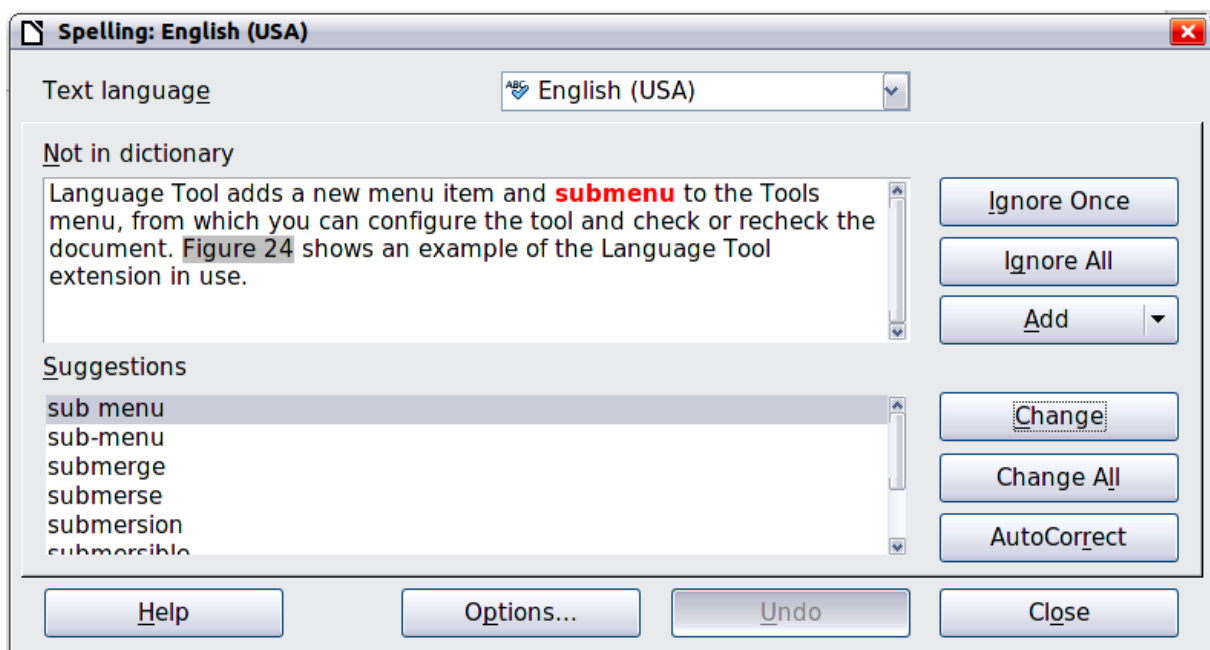 Spelling: English (USA)
Text language
ABC English (USA)
Not in dictionary
Language Tool adds a new menu item and submenu to the Tools
menu, from which you can configure the tool and check or recheck the
document. Figure 24 shows an example of the Language Tool
extension in use.
Ignore Once
Ignore All
Add
Suggestions
sub menu
sub-menu
submerge
submerse
submersion
submersible
Change
Change All
AutoCorrect
Help
Options...
Undo
Close